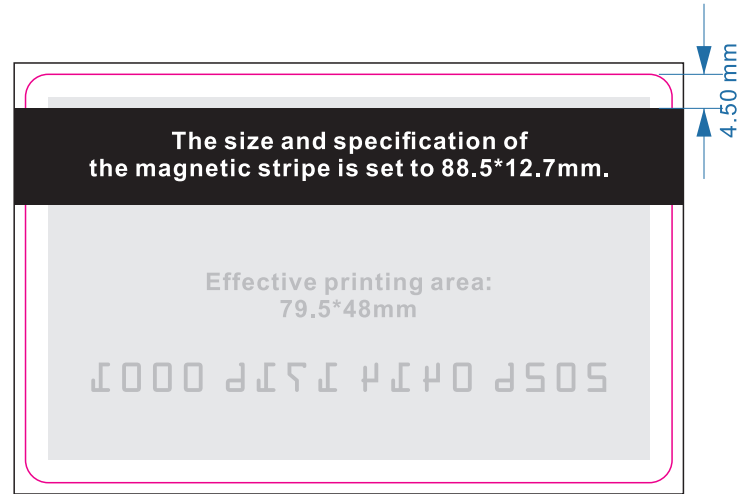 4.50 mm
The size and specification of
the magnetic stripe is set to 88.5*12.7mm.
Effective printing area:
79.5*48mm